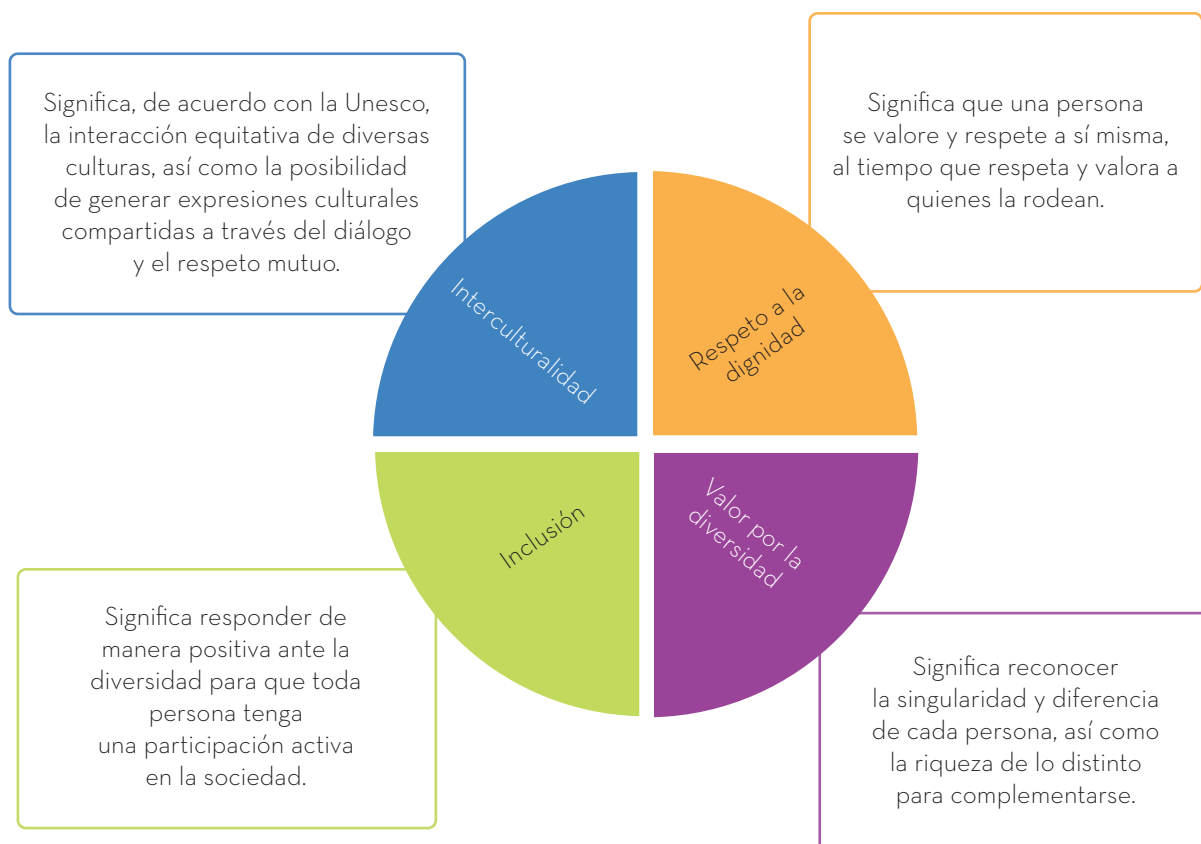 Significa, de acuerdo con la Unesco,
la interacción equitativa de diversas
culturas, así como la posibilidad
de generar expresiones culturales
compartidas a través del diálogo
y el respeto mutuo.
Significa que una persona
se valore y respete a sí misma,
al tiempo que respeta y valora a
quienes la rodean.
Interculturalidad
Respeto a la
dignidad
Inclusión
Valor por la
diversidad
Significa responder de
manera positiva ante la
diversidad para que toda
persona tenga
una participación activa
en la sociedad.
Significa reconocer
la singularidad y diferencia
de cada persona, así como
la riqueza de lo distinto
para complementarse.